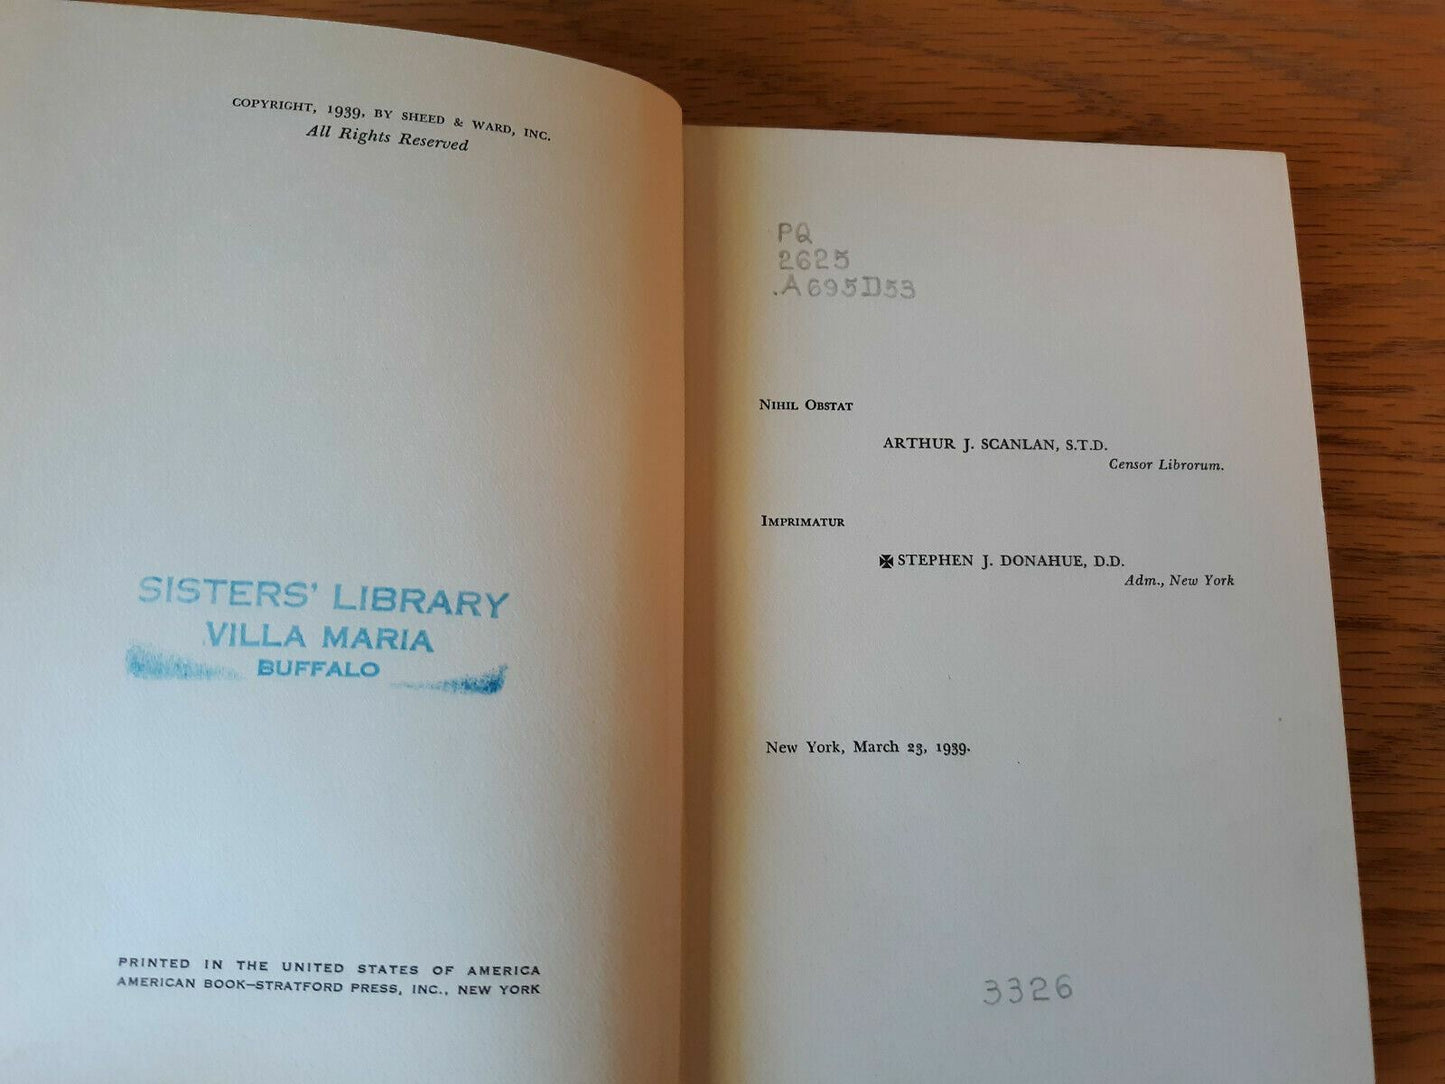 COPYRIGHT, 1939, BY SHEED & WARD, INC.
All Rights Reserved
SISTERS' LIBRARY
VILLA MARIA
BUFFALO
PRINTED IN THE UNITED STATES OF AMERICA
AMERICAN BOOK—STRATFORD PRESS, INC., NEW YORK
PQ
2625
.A695D53
NIHIL OBSTAT
ARTHUR J. SCANLAN, S.T.D.
Censor Librorum.
IMPRIMATUR
✠ STEPHEN J. DONAHUE, D.D.
Adm., New York
New York, March 23, 1939.
3326